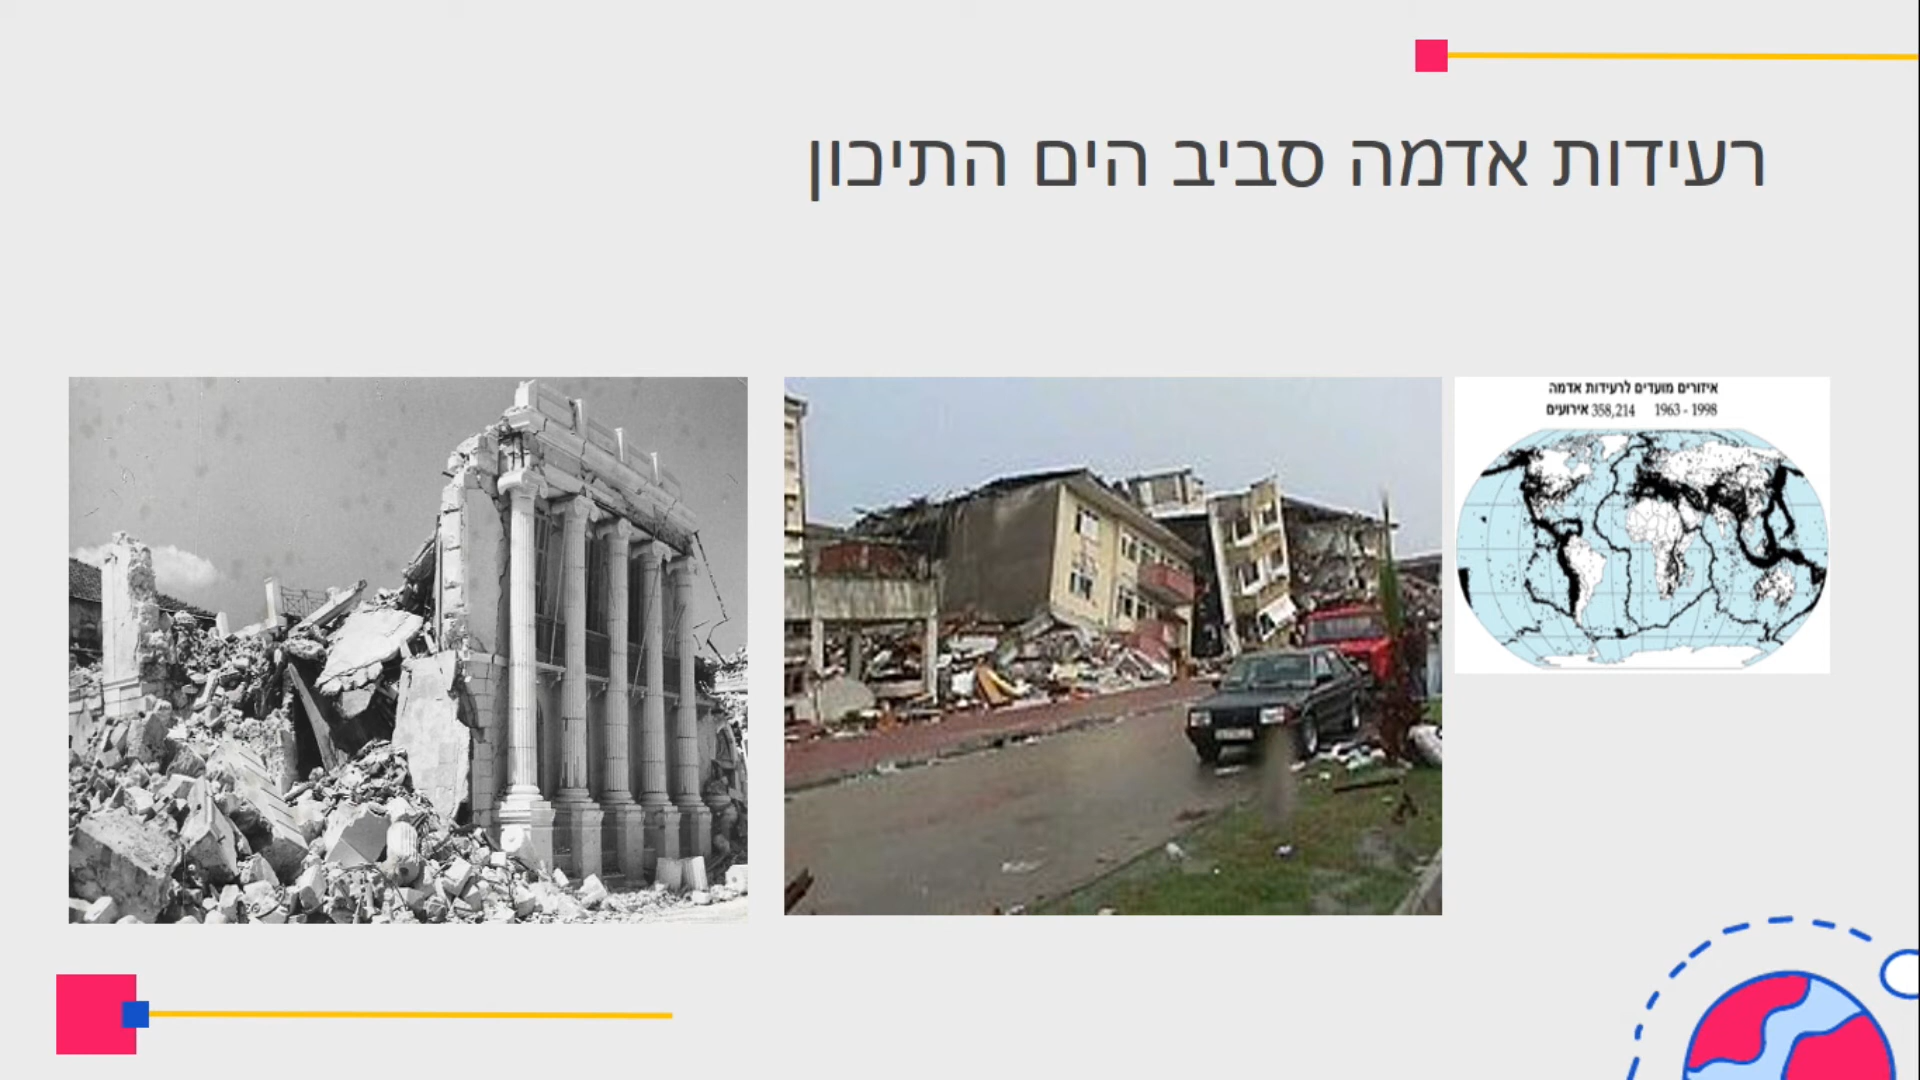 רעידות אדמה סביב הים התיכון
איזורים מועדים לרעידות אדמה
1963 - 1998 358,214 אירועים